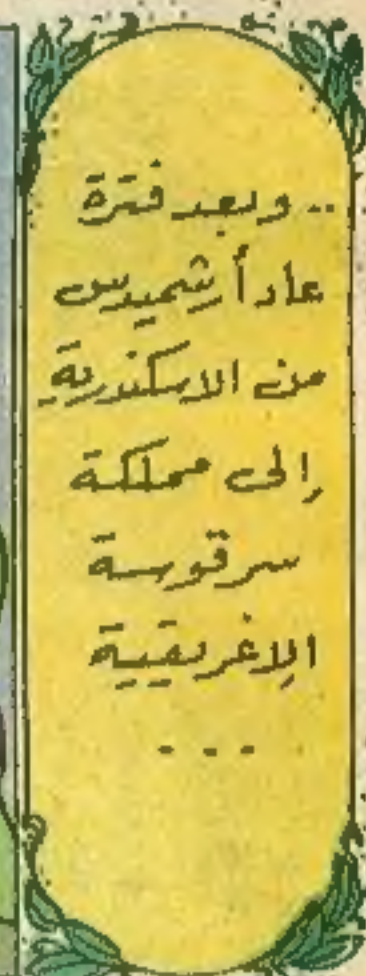 .. وبعد فترة
عاد أرشميدس
من الاسكندرية
إلى مملكة
سرقوسة
الإغريقية
...